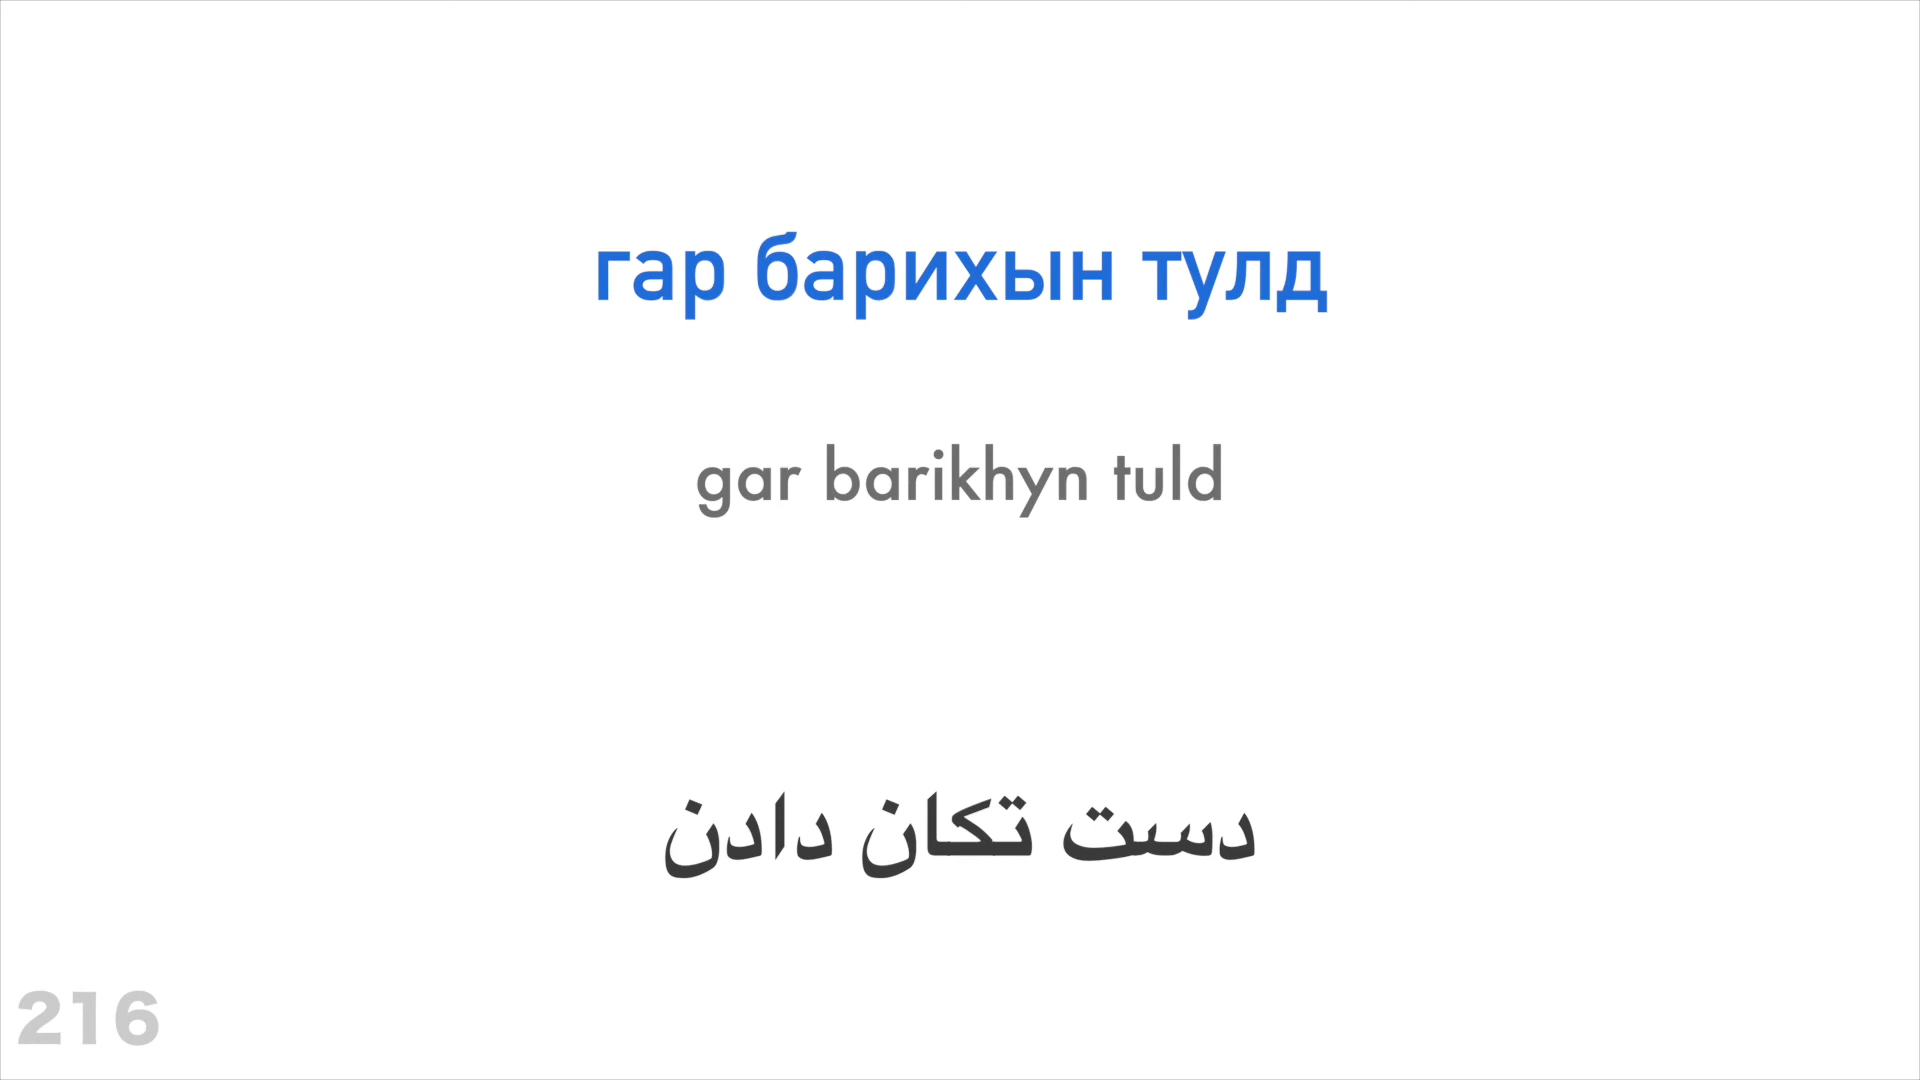 гар барихын тулд
gar barikhyn tuld
دست تکان دادن
216